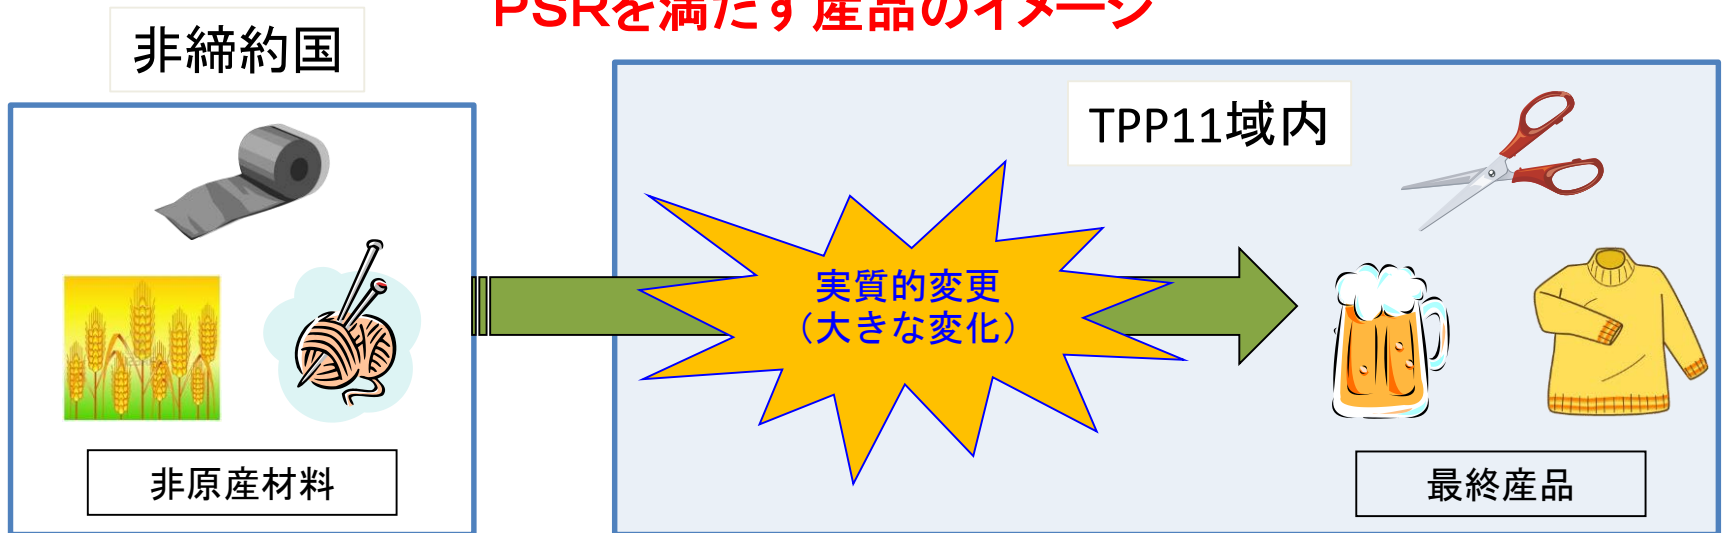 PSRを満たす産品のイメージ
非締約国
TPP11域内
実質的変更
（大きな変化）
非原産材料
最終産品